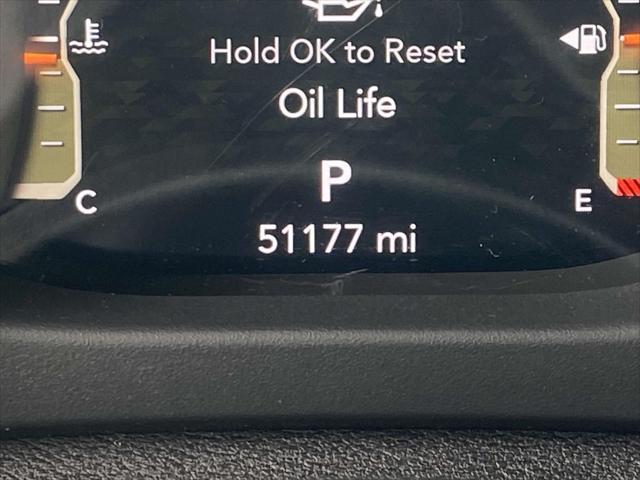 Hold OK to Reset
Oil Life
P
C
E
51177 mi